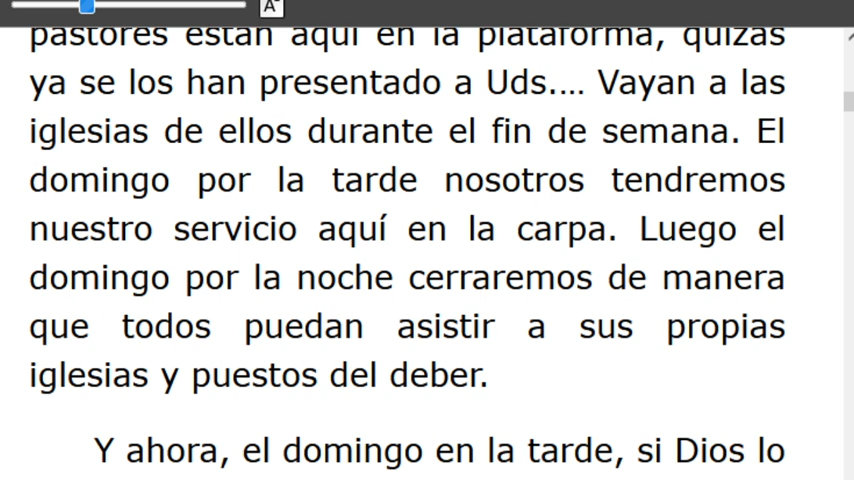 A
pastores están aquí en la plataforma, quizás
ya se los han presentado a Uds.... Vayan a las
iglesias de ellos durante el fin de semana. El
domingo por la tarde nosotros tendremos
nuestro servicio aquí en la carpa. Luego el
domingo por la noche cerraremos de manera
que todos puedan asistir a sus propias
iglesias y puestos del deber.
Y ahora, el domingo en la tarde, si Dios lo